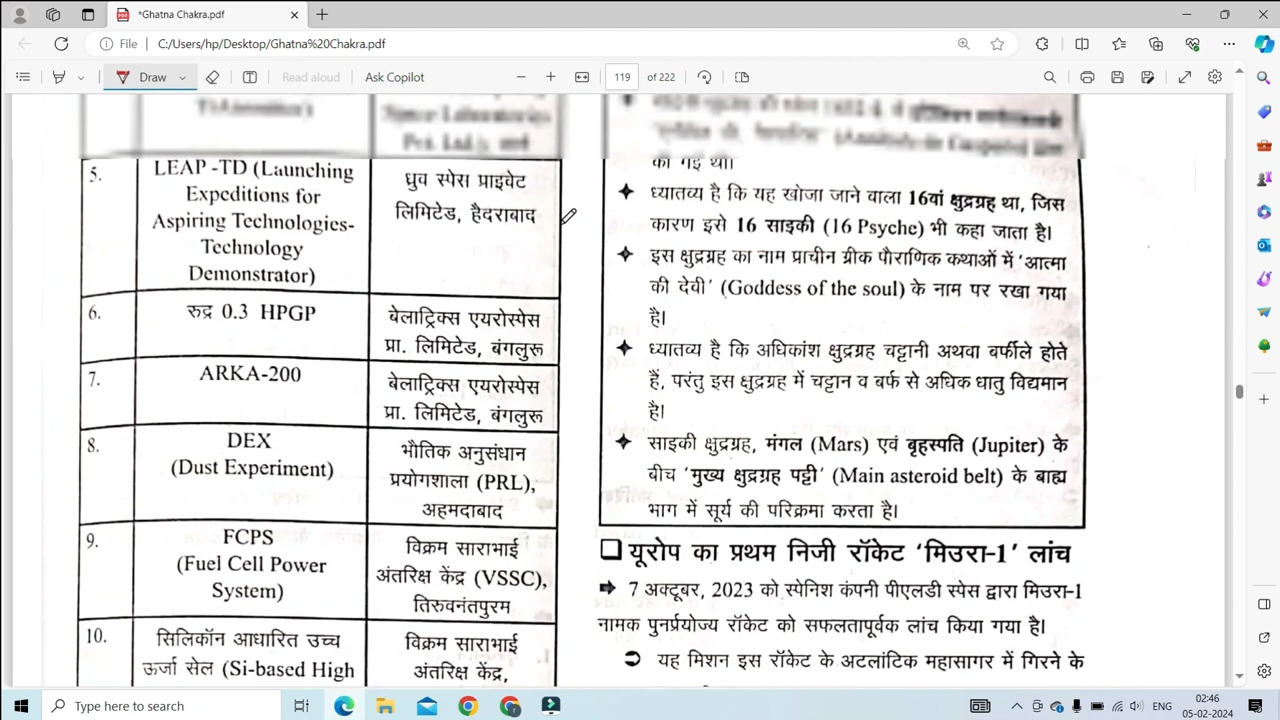 *Ghatna Chakra.pdf
File
C:/Users/hp/Desktop/Ghatna%20Chakra.pdf
Draw
Read aloud
Ask Copilot
119
of 222
5.
LEAP -TD (Launching
Expeditions for
Aspiring Technologies-
Technology
Demonstrator)
ध्रुव स्पेस प्राइवेट
लिमिटेड, हैदराबाद
6.
रुद्र 0.3 HPGP
बेलाट्रिक्स एयरोस्पेस
प्रा. लिमिटेड, बंगलुरू
7.
ARKA-200
बेलाट्रिक्स एयरोस्पेस
प्रा. लिमिटेड, बंगलुरू
8.
DEX
(Dust Experiment)
भौतिक अनुसंधान
प्रयोगशाला (PRL),
अहमदाबाद
9.
FCPS
(Fuel Cell Power
System)
विक्रम साराभाई
अंतरिक्ष केंद्र (VSSC),
तिरुवनंतपुरम
10.
सिलिकॉन आधारित उच्च
ऊर्जा सेल (Si-based High
विक्रम साराभाई
अंतरिक्ष केंद्र,
की गई थी।
ध्यातव्य है कि यह खोजा जाने वाला 16वां क्षुद्रग्रह था, जिस
कारण इसे 16 साइकी (16 Psyche) भी कहा जाता है।
इस क्षुद्रग्रह का नाम प्राचीन ग्रीक पौराणिक कथाओं में 'आत्मा
की देवी' (Goddess of the soul) के नाम पर रखा गया
है।
ध्यातव्य है कि अधिकांश क्षुद्रग्रह चट्टानी अथवा बर्फीले होते
हैं, परंतु इस क्षुद्रग्रह में चट्टान व बर्फ से अधिक धातु विद्यमान
है।
साइकी क्षुद्रग्रह, मंगल (Mars) एवं बृहस्पति (Jupiter) के
बीच 'मुख्य क्षुद्रग्रह पट्टी' (Main asteroid belt) के बाह्य
भाग में सूर्य की परिक्रमा करता है।
यूरोप का प्रथम निजी रॉकेट 'मिउरा-1' लांच
7 अक्टूबर, 2023 को स्पेनिश कंपनी पीएलडी स्पेस द्वारा मिउरा-1
नामक पुनर्प्रयोज्य रॉकेट को सफलतापूर्वक लांच किया गया है।
यह मिशन इस रॉकेट के अटलांटिक महासागर में गिरने के
Type here to search
ENG
02:46
05-02-2024